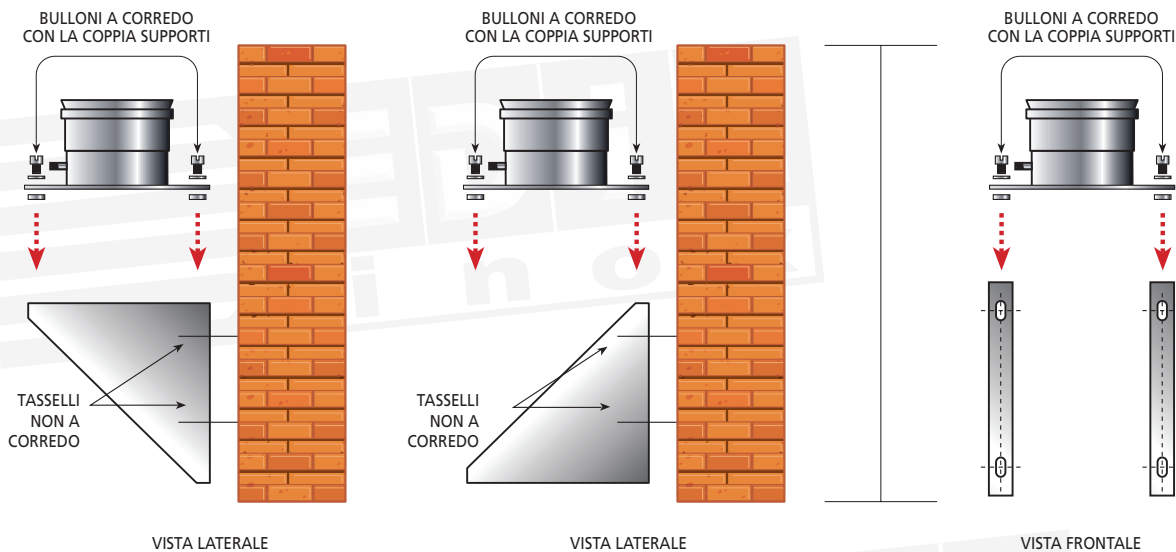 BULLONI A CORREDO
CON LA COPPIA SUPPORTI
BULLONI A CORREDO
CON LA COPPIA SUPPORTI
BULLONI A CORREDO
CON LA COPPIA SUPPORTI
TASSELLI
NON A
CORREDO
TASSELLI
NON A
CORREDO
VISTA LATERALE
VISTA LATERALE
VISTA FRONTALE
inox